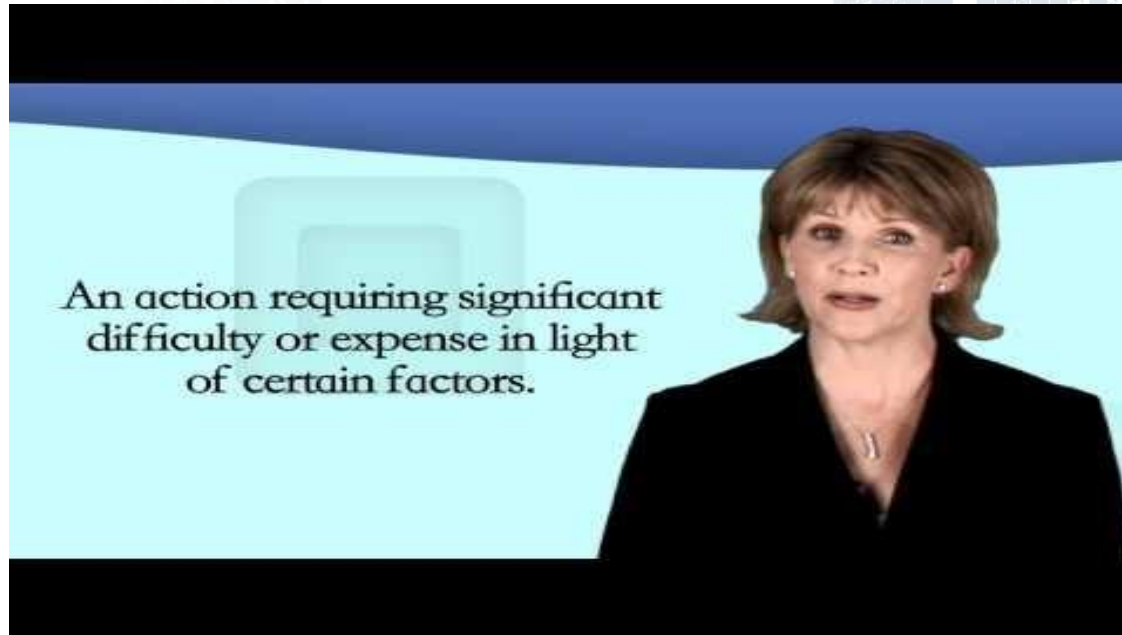 An action requiring significant
difficulty or expense in light
of certain factors.